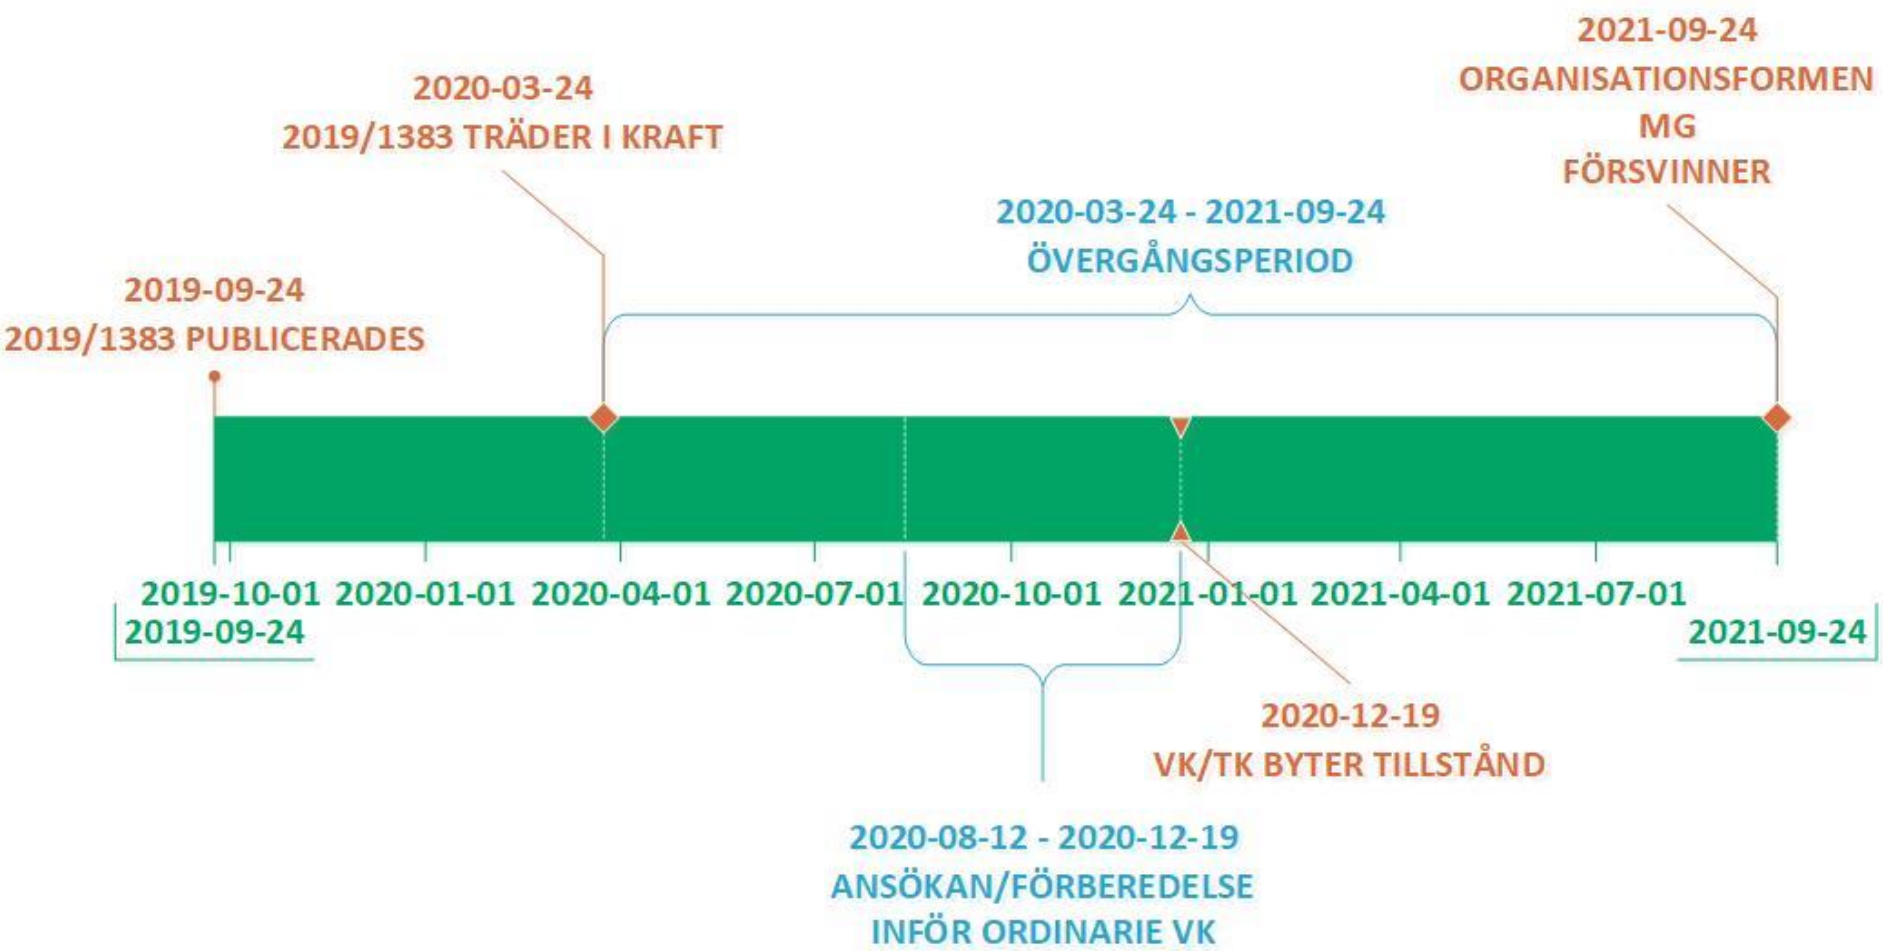 2021-09-24
ORGANISATIONSFORMEN
MG
FÖRSVINNER
2020-03-24
2019/1383 TRÄDER I KRAFT
2020-03-24 - 2021-09-24
ÖVERGÅNGSPERIOD
2019-09-24
2019/1383 PUBLICERADES
2019-10-01 2020-01-01 2020-04-01 2020-07-01 2020-10-01 2021-01-01 2021-04-01 2021-07-01
2019-09-24
2021-09-24
2020-12-19
VK/TK BYTER TILLSTÅND
2020-08-12 - 2020-12-19
ANSÖKAN/FÖRBEREDELSE
INFÖR ORDINARIE VK